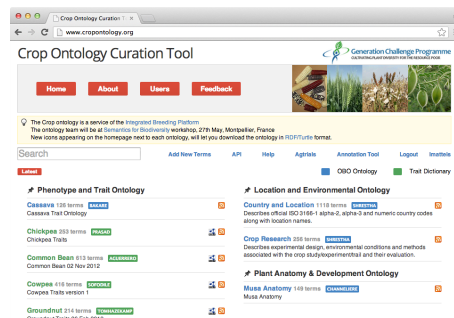 Crop Ontology Curation T
www.cropontology.org
Crop Ontology Curation Tool
Generation Challenge Programme
CULTIVATING PLANT DIVERSITY FOR THE RESOURCE POOR
Home About Users Feedback
The Crop ontology is a service of the Integrated Breeding Platform
The ontology team will be at Semantics for Biodiversity workshop, 27th May, Montpellier, France
New icons appearing on the homepage next to each ontology, will let you download the ontology in RDF/Turtle format.
Search Add New Terms API Help Agtrials Annotation Tool Logout lmatteis
Latest OBO Ontology Trait Dictionary
Phenotype and Trait Ontology
Cassava 136 terms BAKARE
Cassava Trait Ontology
Chickpea 253 terms PRASAD
Chickpea Traits
Common Bean 813 terms AGUERRERO
Common Bean 02 Nov 2012
Cowpea 418 terms SOFODILE
Cowpea Traits version 1
Groundnut 214 terms TOMHAZEKAMP
Location and Environmental Ontology
Country and Location 1118 terms SHRESTHA
Describes official ISO 3166-1 alpha-2, alpha-3 and numeric country codes
along with location names.
Crop Research 256 terms SHRESTHA
Describes experimental design, environmental conditions and methods
associated with the crop study/experiment/trail and their evaluation.
Plant Anatomy & Development Ontology
Musa Anatomy 149 terms CHANNELIERE
Musa Anatomy